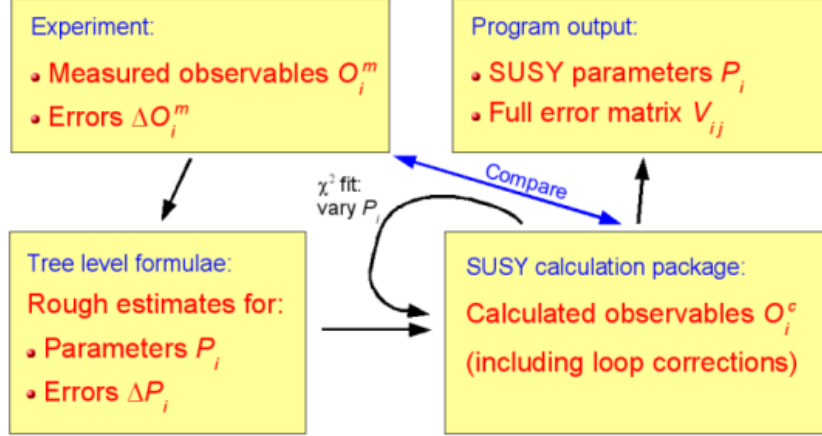 Experiment:
• Measured observables O_i^m
• Errors ΔO_i^m
Program output:
• SUSY parameters P_i
• Full error matrix V_ij
χ² fit:
vary P_i
Compare
Tree level formulae:
Rough estimates for:
• Parameters P_i
• Errors ΔP_i
SUSY calculation package:
Calculated observables O_i^c
(including loop corrections)